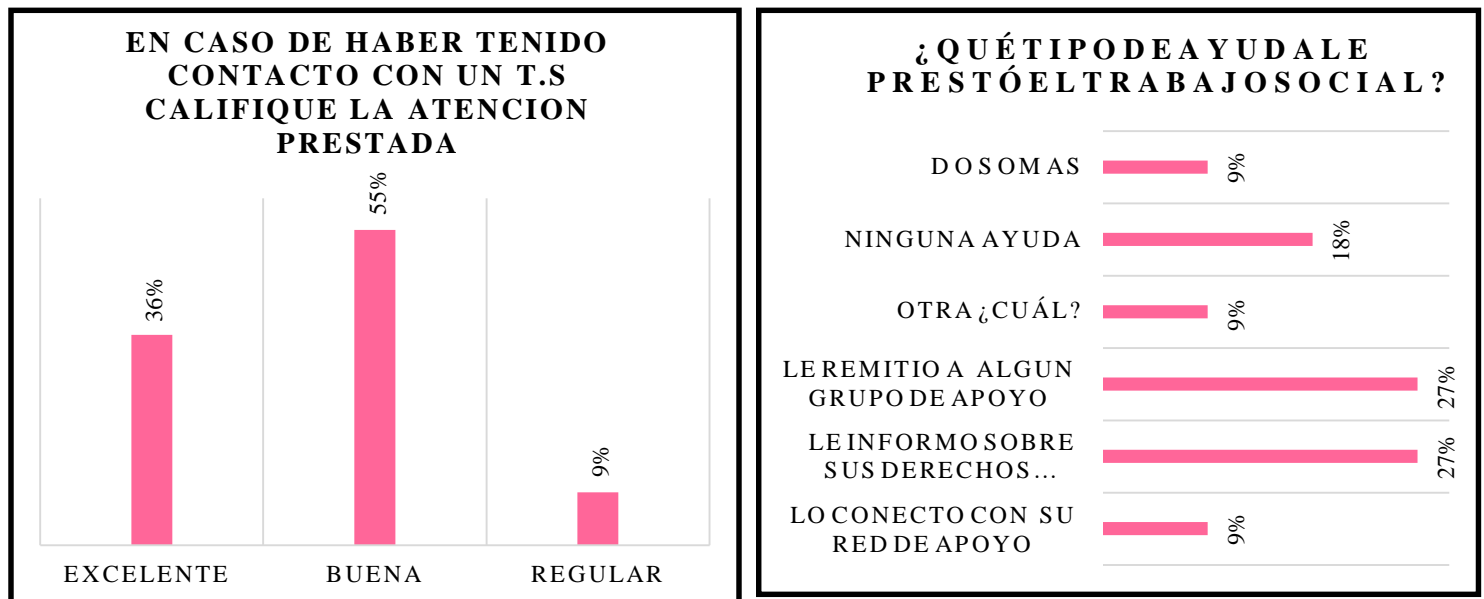 EN CASO DE HABER TENIDO
CONTACTO CON UN T.S
CALIFIQUE LA ATENCION
PRESTADA
36%
55%
9%
EXCELENTE
BUENA
REGULAR
¿QUÉTIPODEAYUDALE
PRESTÓELTRABAJOSOCIAL?
DOSOMAS
9%
NINGUNA AYUDA
18%
OTRA ¿CUÁL?
9%
LE REMITIO A ALGUN
GRUPO DE APOYO
27%
LE INFORMO SOBRE
SUS DERECHOS...
27%
LO CONECTO CON SU
RED DE APOYO
9%